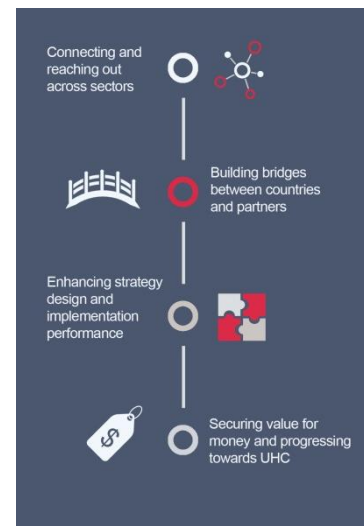 Connecting and
reaching out
across sectors
Building bridges
between countries
and partners
Enhancing strategy
design and
implementation
performance
$
Securing value for
money and progressing
towards UHC